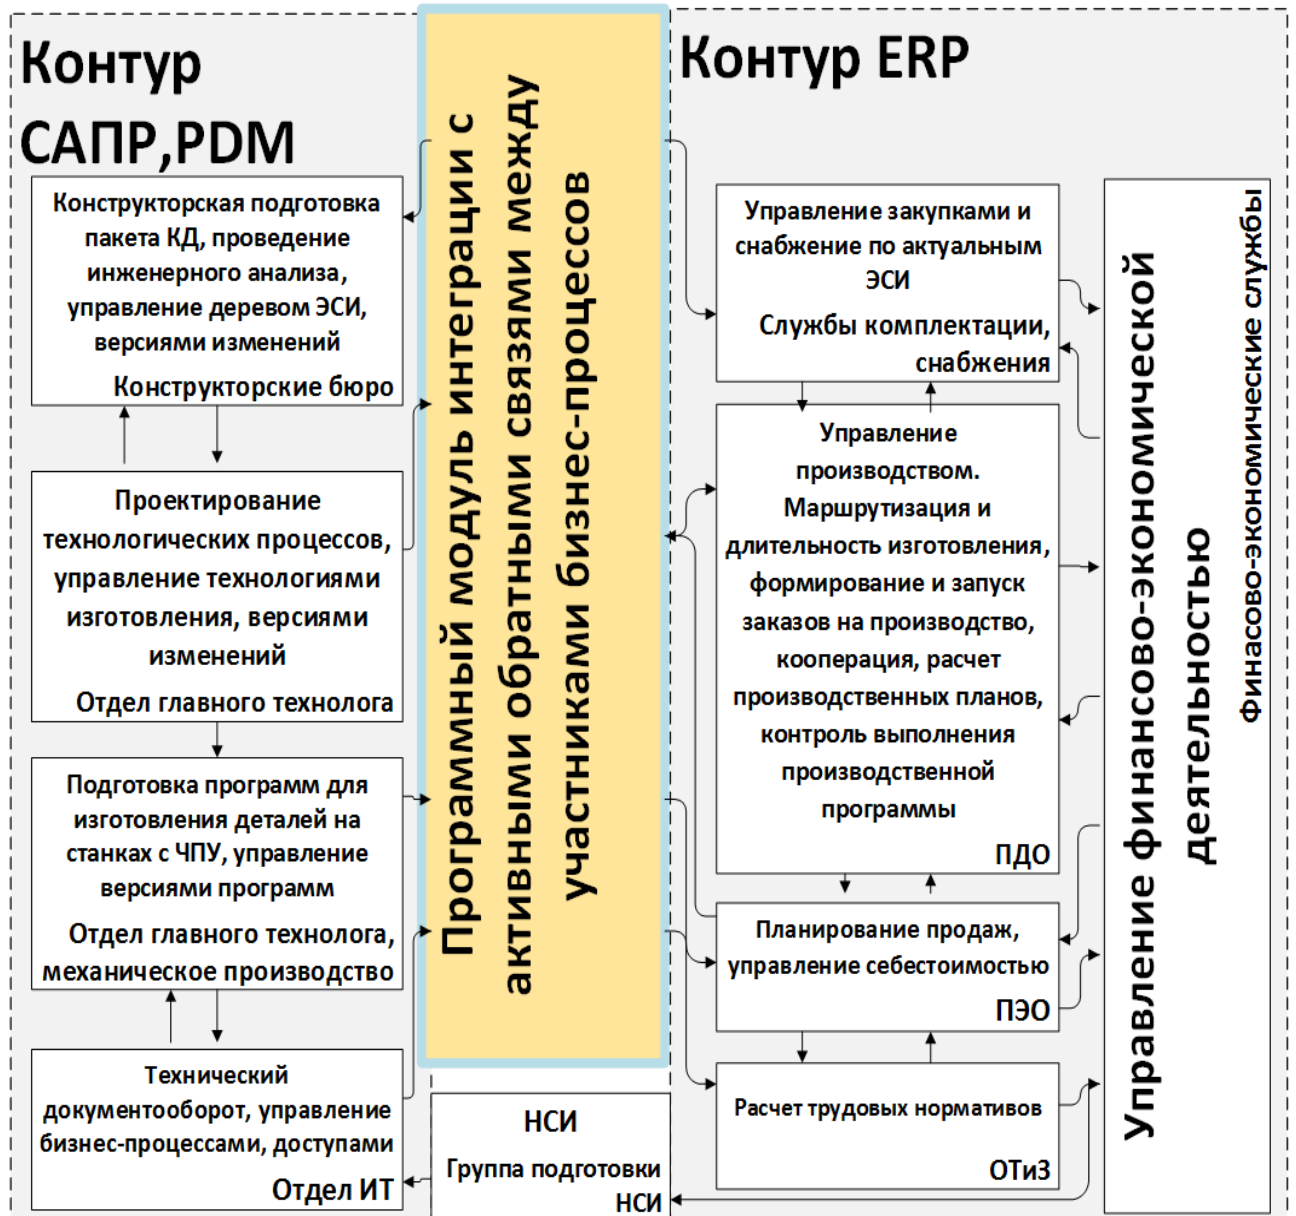 Контур
САПР,PDM
Конструкторская подготовка
пакета КД, проведение
инженерного анализа,
управление деревом ЭСИ,
версиями изменений
Конструкторские бюро
Проектирование
технологических процессов,
управление технологиями
изготовления, версиями
изменений
Отдел главного технолога
Подготовка программ для
изготовления деталей на
станках с ЧПУ, управление
версиями программ
Отдел главного технолога,
механическое производство
Технический
документооборот, управление
бизнес-процессами, доступами
Отдел ИТ
Программный модуль интеграции с
активными обратными связями между
участниками бизнес-процессов
НСИ
Группа подготовки
НСИ
Контур ERP
Управление закупками и
снабжение по актуальным
ЭСИ
Службы комплектации,
снабжения
Управление
производством.
Маршрутизация и
длительность изготовления,
формирование и запуск
заказов на производство,
кооперация, расчет
производственных планов,
контроль выполнения
производственной
программы
ПДО
Планирование продаж,
управление себестоимостью
ПЭО
Расчет трудовых нормативов
ОТиЗ
Управление финансово-экономической
деятельностью
Финасово-экономические службы